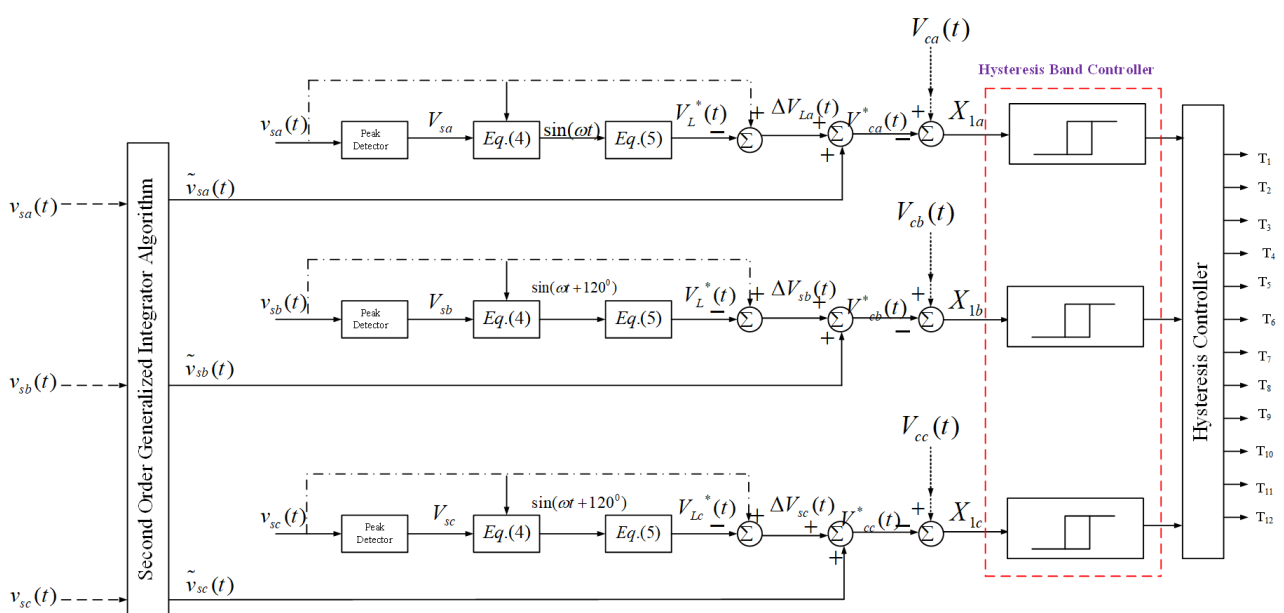 V_ca(t)
Hysteresis Band Controller
v_sa(t)
Peak
Detector
V_sa
Eq.(4)
sin(ωt)
Eq.(5)
V_L*(t)
−
+
Σ
ΔV_La(t)
+
+
Σ
V*_ca(t)
−
+
Σ
X_1a
ṽ_sa(t)
v_sa(t)
V_cb(t)
v_sb(t)
Peak
Detector
V_sb
Eq.(4)
sin(ωt+120⁰)
Eq.(5)
V_L*(t)
−
+
Σ
ΔV_sb(t)
+
+
Σ
V*_cb(t)
−
+
Σ
X_1b
ṽ_sb(t)
v_sb(t)
V_cc(t)
v_sc(t)
Peak
Detector
V_sc
Eq.(4)
sin(ωt+120⁰)
Eq.(5)
V_Lc*(t)
−
+
Σ
ΔV_sc(t)
+
+
Σ
V*_cc(t)
−
+
Σ
X_1c
ṽ_sc(t)
v_sc(t)
Second Order Generalized Integrator Algorithm
Hysteresis Controller
T₁
T₂
T₃
T₄
T₅
T₆
T₇
T₈
T₉
T₁₀
T₁₁
T₁₂